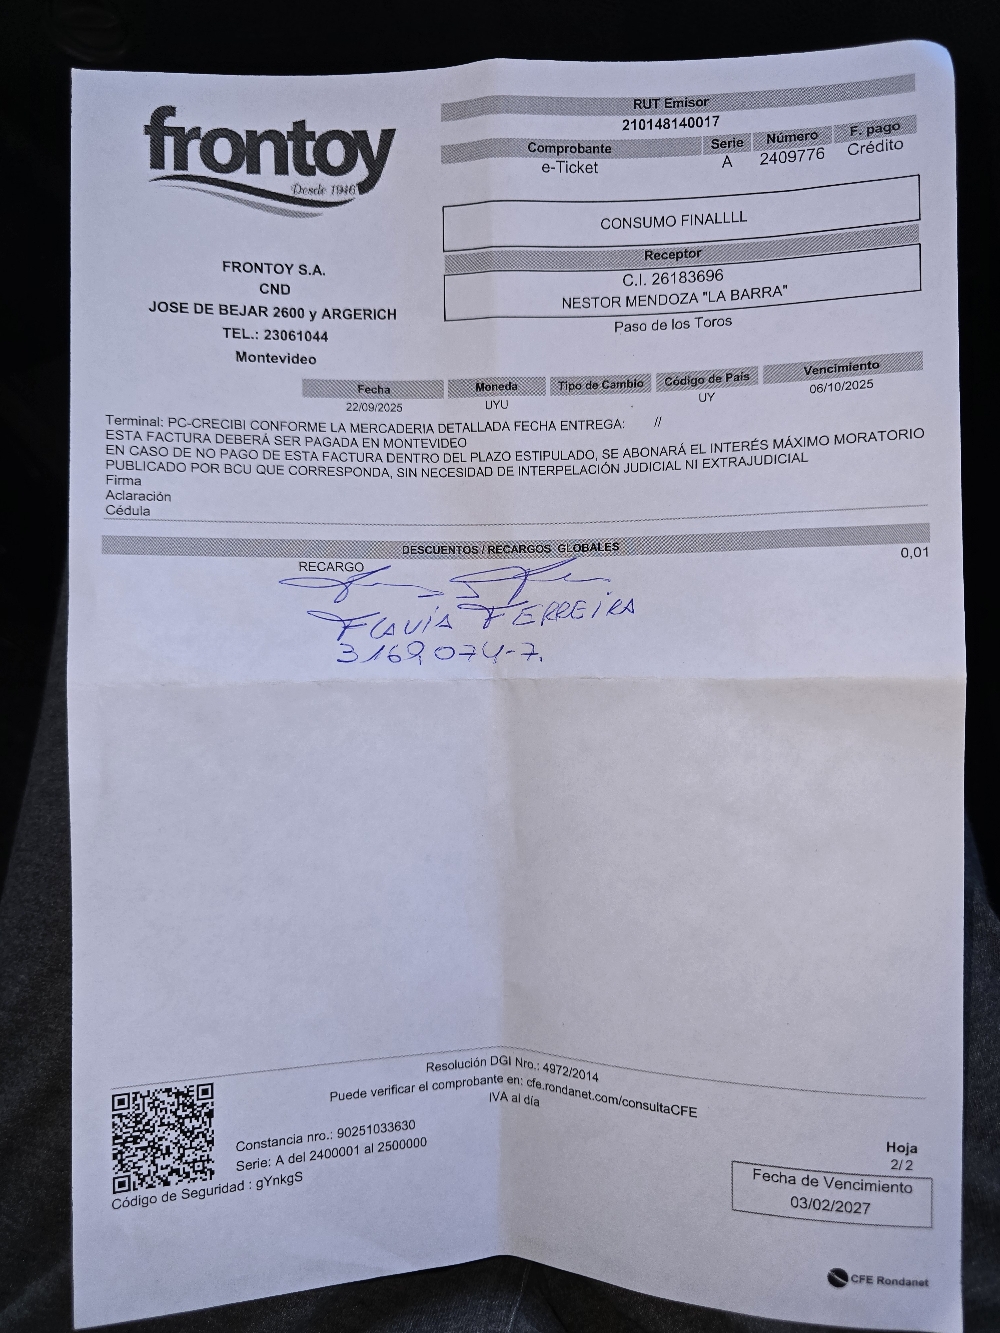 frontoy
Desde 1946
FRONTOY S.A.
CND
JOSE DE BEJAR 2600 y ARGERICH
TEL.: 23061044
Montevideo
RUT Emisor
210148140017
Comprobante Serie Número F. pago
e-Ticket A 2409776 Crédito
CONSUMO FINALLLL
Receptor
C.I. 26183696
NESTOR MENDOZA "LA BARRA"
Paso de los Toros
Fecha Moneda Tipo de Cambio Código de País Vencimiento
22/09/2025 UYU . UY 06/10/2025
Terminal: PC-CRECIBI CONFORME LA MERCADERIA DETALLADA FECHA ENTREGA: //
ESTA FACTURA DEBERÁ SER PAGADA EN MONTEVIDEO
EN CASO DE NO PAGO DE ESTA FACTURA DENTRO DEL PLAZO ESTIPULADO, SE ABONARÁ EL INTERÉS MÁXIMO MORATORIO
PUBLICADO POR BCU QUE CORRESPONDA, SIN NECESIDAD DE INTERPELACIÓN JUDICIAL NI EXTRAJUDICIAL
Firma
Aclaración
Cédula
DESCUENTOS / RECARGOS GLOBALES
RECARGO 0,01
FLAVIA FERREIRA
3169074-7.
Resolución DGI Nro.: 4972/2014
Puede verificar el comprobante en: cfe.rondanet.com/consultaCFE
IVA al día
Constancia nro.: 90251033630
Serie: A del 2400001 al 2500000
Código de Seguridad : gYnkgS
Hoja
2/2
Fecha de Vencimiento
03/02/2027
CFE Rondanet